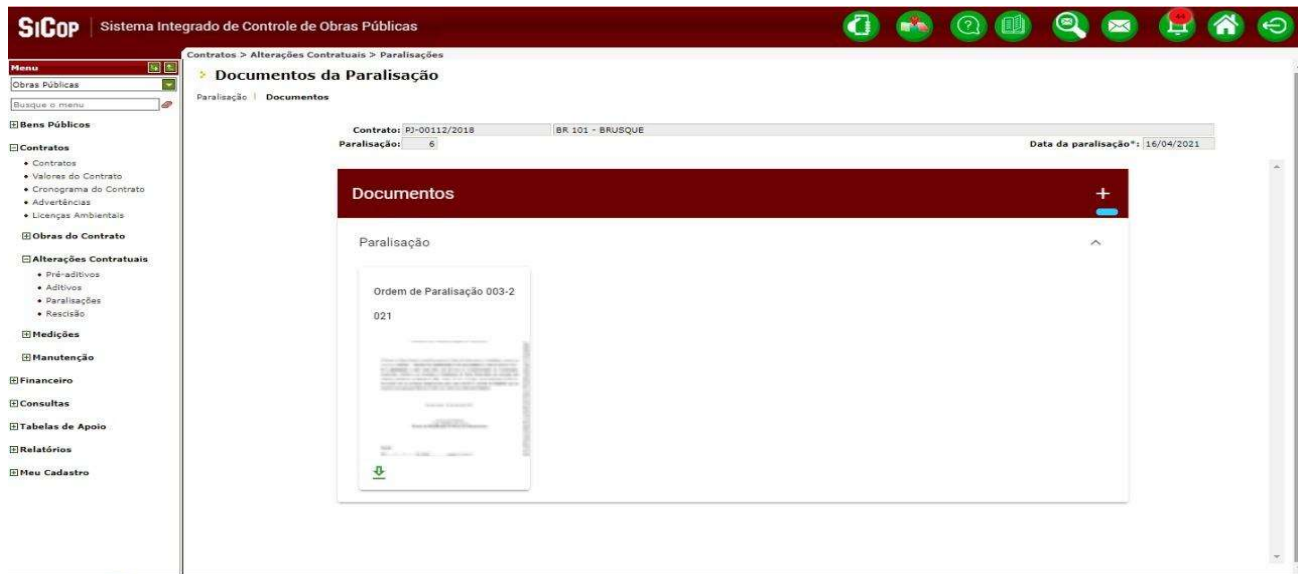 SICOP Sistema Integrado de Controle de Obras Públicas
44
Contratos > Alterações Contratuais > Paralisações
Menu
Obras Públicas
Busque o menu
Bens Públicos
Contratos
Contratos
Valores do Contrato
Cronograma do Contrato
Advertências
Licenças Ambientais
Obras do Contrato
Alterações Contratuais
Pré-aditivos
Aditivos
Paralisações
Rescisão
Medições
Manutenção
Financeiro
Consultas
Tabelas de Apoio
Relatórios
Meu Cadastro
Documentos da Paralisação
Paralisação | Documentos
Contrato: PJ-00112/2018 BR 101 - BRUSQUE
Paralisação: 6 Data da paralisação*: 16/04/2021
Documentos +
Paralisação
Ordem de Paralisação 003-2
021